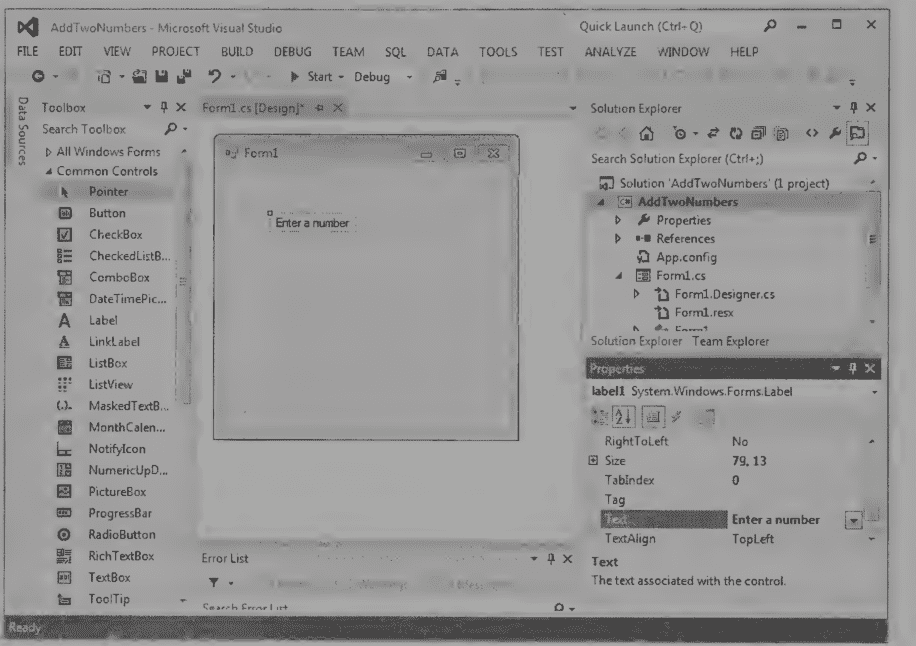 AddTwoNumbers - Microsoft Visual Studio
Quick Launch (Ctrl+Q)
FILE EDIT VIEW PROJECT BUILD DEBUG TEAM SQL DATA TOOLS TEST ANALYZE WINDOW HELP
Start Debug
Data Sources
Toolbox
Search Toolbox
All Windows Forms
Common Controls
Pointer
Button
CheckBox
CheckedListB...
ComboBox
DateTimePic...
Label
LinkLabel
ListBox
ListView
MaskedTextB...
MonthCalen...
NotifyIcon
NumericUpD...
PictureBox
ProgressBar
RadioButton
RichTextBox
TextBox
ToolTip
Form1.cs [Design]*
Form1
Enter a number
Error List
Search Error List
Solution Explorer
Search Solution Explorer (Ctrl+;)
Solution 'AddTwoNumbers' (1 project)
C# AddTwoNumbers
Properties
References
App.config
Form1.cs
Form1.Designer.cs
Form1.resx
Form1
Solution Explorer Team Explorer
Properties
label1 System.Windows.Forms.Label
RightToLeft No
Size 79, 13
TabIndex 0
Tag
Text Enter a number
TextAlign TopLeft
Text
The text associated with the control.
Ready